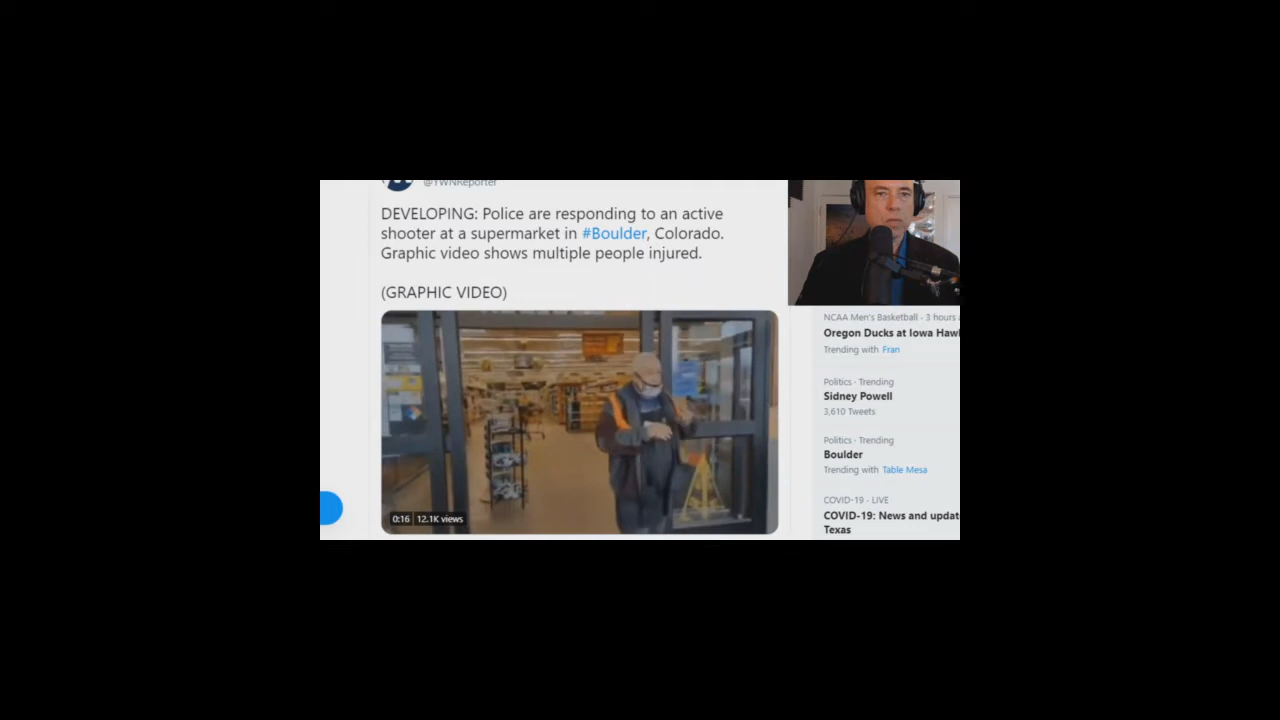 @YWNReporter
DEVELOPING: Police are responding to an active
shooter at a supermarket in #Boulder, Colorado.
Graphic video shows multiple people injured.
(GRAPHIC VIDEO)
0:16 12.1K views
NCAA Men's Basketball · 3 hours
Oregon Ducks at Iowa Haw
Trending with Fran
Politics · Trending
Sidney Powell
3,610 Tweets
Politics · Trending
Boulder
Trending with Table Mesa
COVID-19 · LIVE
COVID-19: News and updat
Texas